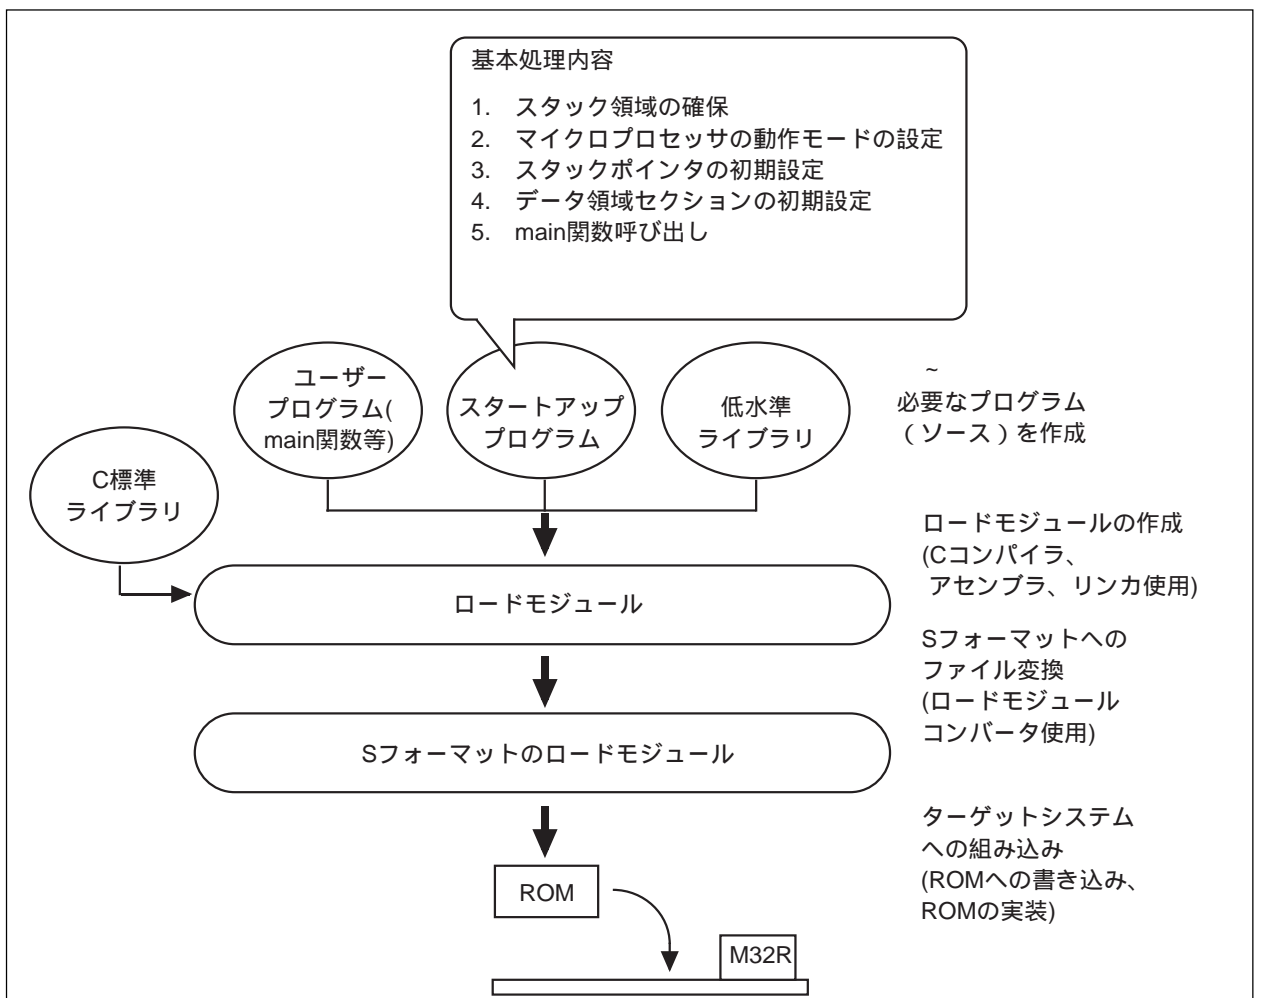 基本処理内容
1. スタック領域の確保
2. マイクロプロセッサの動作モードの設定
3. スタックポインタの初期設定
4. データ領域セクションの初期設定
5. main関数呼び出し
ユーザー
プログラム(
main関数等)
スタートアップ
プログラム
低水準
ライブラリ
~
必要なプログラム
(ソース)を作成
C標準
ライブラリ
ロードモジュールの作成
(Cコンパイラ、
アセンブラ、リンカ使用)
ロードモジュール
Sフォーマットへの
ファイル変換
(ロードモジュール
コンバータ使用)
Sフォーマットのロードモジュール
ターゲットシステム
への組み込み
(ROMへの書き込み、
ROMの実装)
ROM
M32R